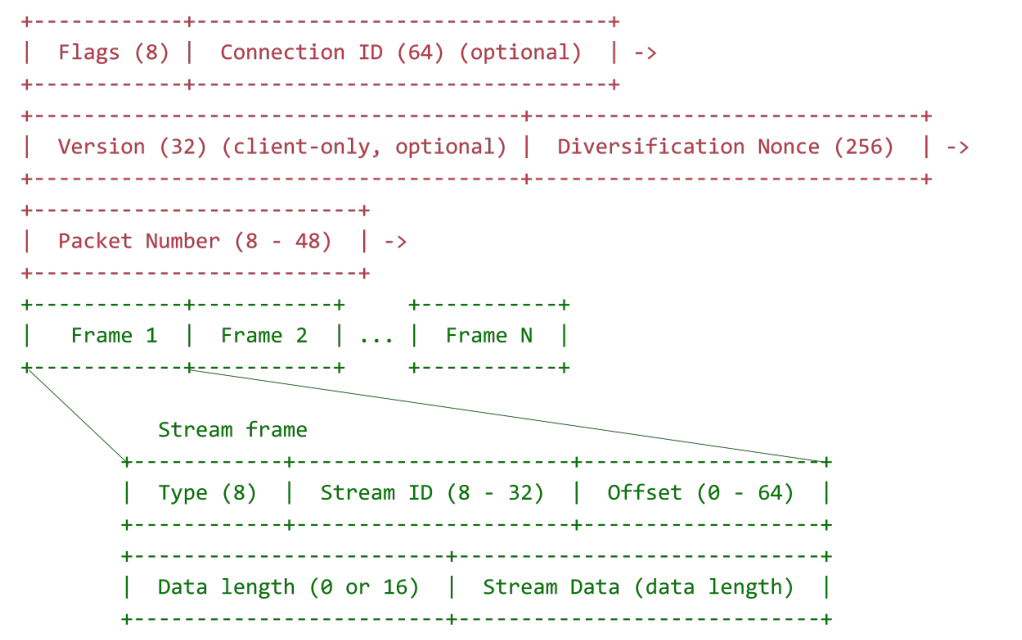 +------------+---------------------------------+
|  Flags (8) |  Connection ID (64) (optional)  | ->
+------------+---------------------------------+
+---------------------------------------+-------------------------------+
|  Version (32) (client-only, optional) |  Diversification Nonce (256)  | ->
+---------------------------------------+-------------------------------+
+--------------------------+
|  Packet Number (8 - 48)  | ->
+--------------------------+
+------------+-----------+     +-----------+
|   Frame 1  |  Frame 2  | ... |  Frame N  |
+------------+-----------+     +-----------+
Stream frame
+------------+----------------------+-------------------+
|  Type (8)  |  Stream ID (8 - 32)  |  Offset (0 - 64)  |
+------------+----------------------+-------------------+
+-------------------------+-----------------------------+
|  Data length (0 or 16)  |  Stream Data (data length)  |
+-------------------------+-----------------------------+